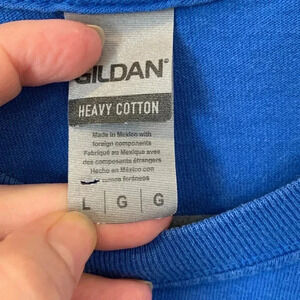 GILDAN®
HEAVY COTTON
Made in Mexico with
foreign components
Fabriqué au Mexique avec
des composants étrangers
Hecho en México con
foráneos
L | G | G